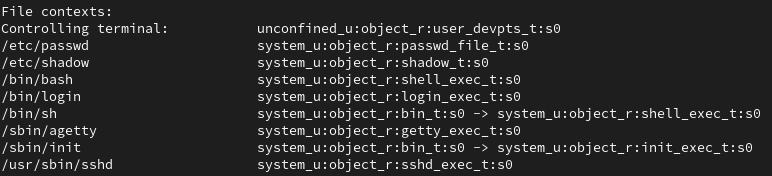 File contexts:
Controlling terminal:           unconfined_u:object_r:user_devpts_t:s0
/etc/passwd                     system_u:object_r:passwd_file_t:s0
/etc/shadow                     system_u:object_r:shadow_t:s0
/bin/bash                       system_u:object_r:shell_exec_t:s0
/bin/login                      system_u:object_r:login_exec_t:s0
/bin/sh                         system_u:object_r:bin_t:s0 -> system_u:object_r:shell_exec_t:s0
/sbin/agetty                    system_u:object_r:getty_exec_t:s0
/sbin/init                      system_u:object_r:bin_t:s0 -> system_u:object_r:init_exec_t:s0
/usr/sbin/sshd                  system_u:object_r:sshd_exec_t:s0